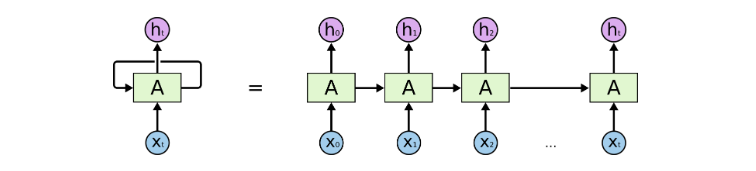 hₜ h₀ h₁ h₂ hₜ
A = A A A A
xₜ x₀ x₁ x₂ ... xₜ